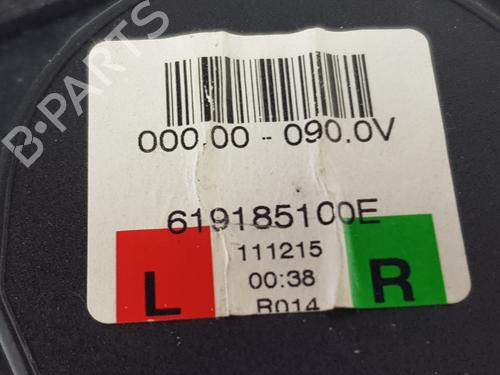 B-PARTS
000.00 - 090.0V
619185100E
L
111215
00:38
R014
R